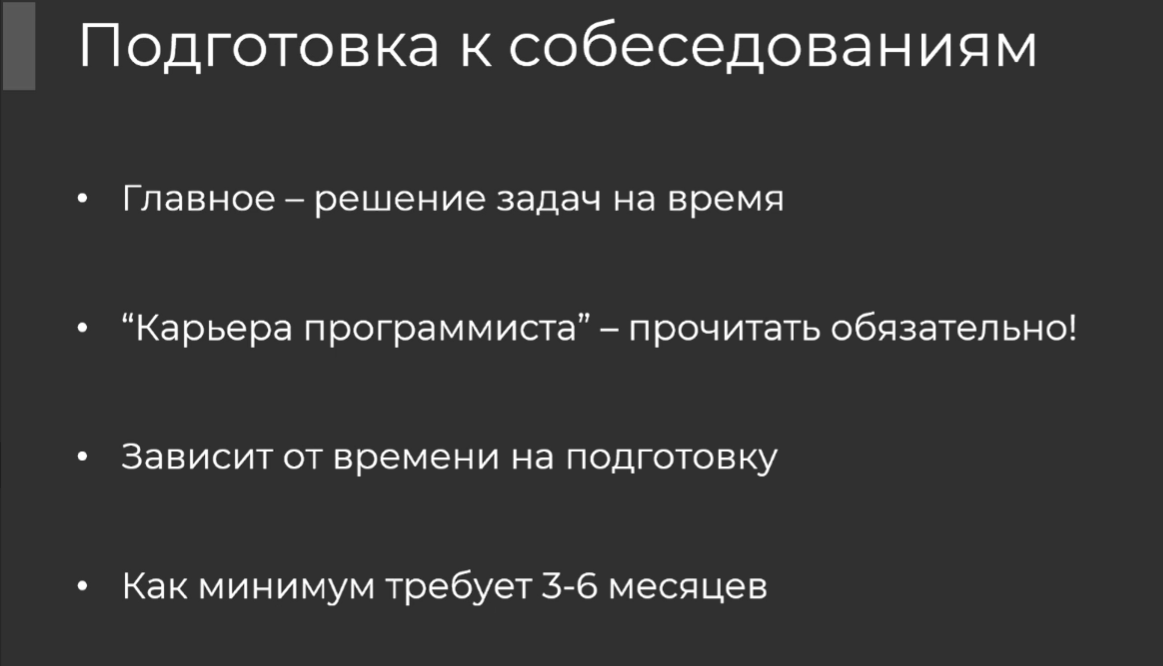 Подготовка к собеседованиям
• Главное – решение задач на время
• “Карьера программиста” – прочитать обязательно!
• Зависит от времени на подготовку
• Как минимум требует 3-6 месяцев